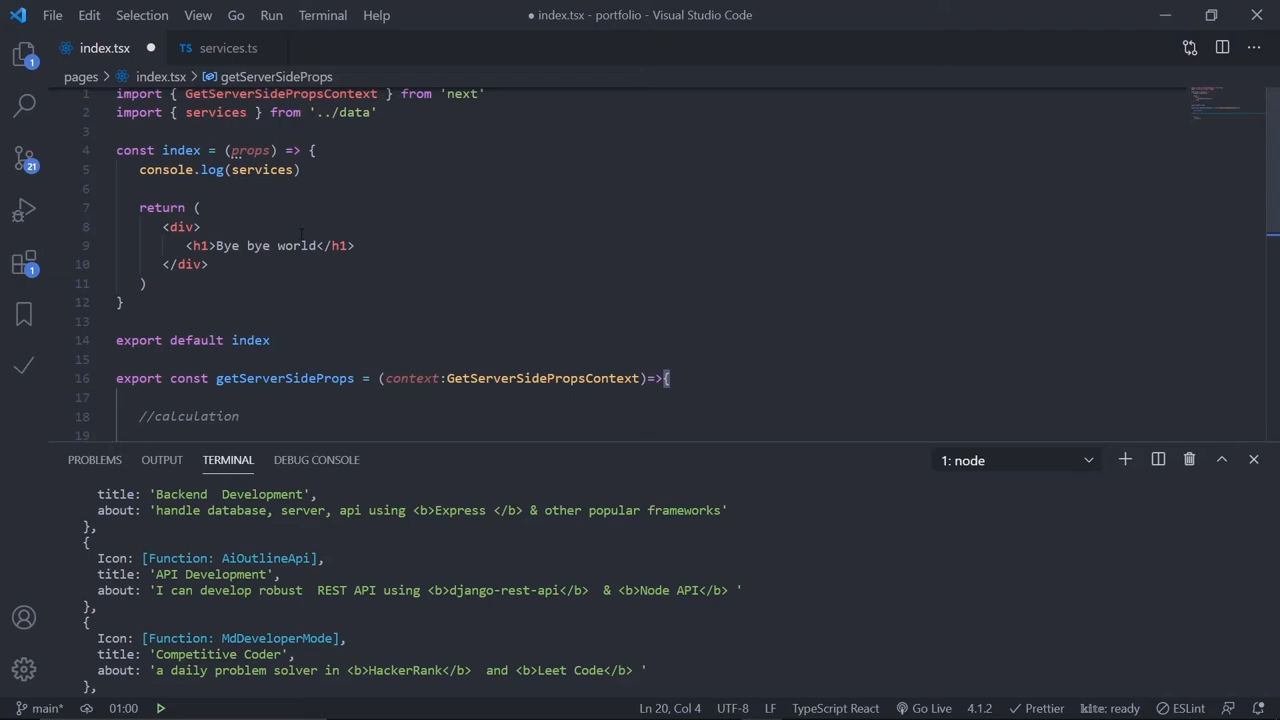 File Edit Selection View Go Run Terminal Help ● index.tsx - portfolio - Visual Studio Code
index.tsx ● TS services.ts
pages > index.tsx > getServerSideProps
1 import { GetServerSidePropsContext } from 'next'
2 import { services } from '../data'
3
4 const index = (props) => {
5 console.log(services)
6
7 return (
8 <div>
9 <h1>Bye bye world</h1>
10 </div>
11 )
12 }
13
14 export default index
15
16 export const getServerSideProps = (context:GetServerSidePropsContext)=>{
17
18 //calculation
19
PROBLEMS OUTPUT TERMINAL DEBUG CONSOLE 1: node
title: 'Backend  Development',
about: 'handle database, server, api using <b>Express </b> & other popular frameworks'
},
{
Icon: [Function: AiOutlineApi],
title: 'API Development',
about: 'I can develop robust  REST API using <b>django-rest-api</b>  & <b>Node API</b> '
},
{
Icon: [Function: MdDeveloperMode],
title: 'Competitive Coder',
about: 'a daily problem solver in <b>HackerRank</b>  and <b>Leet Code</b> '
},
1
21
1
main* 01:00 Ln 20, Col 4 UTF-8 LF TypeScript React Go Live 4.1.2 Prettier kite: ready ESLint